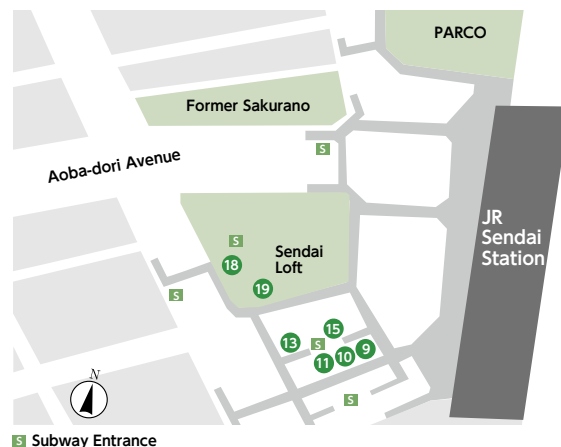 PARCO
Former Sakurano
S
Aoba-dori Avenue
JR
Sendai
Station
S
Sendai
Loft
18
19
S
15
13
S
9
10
11
S
N
S Subway Entrance